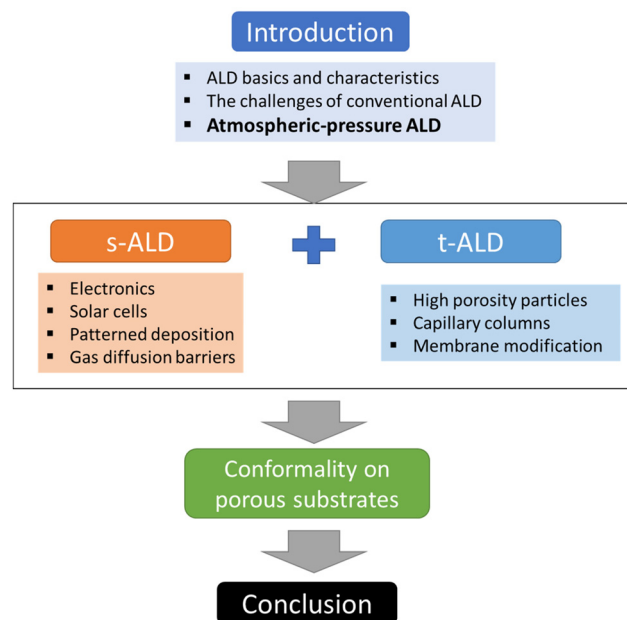 Introduction
▪ ALD basics and characteristics
▪ The challenges of conventional ALD
▪ Atmospheric-pressure ALD
s-ALD
▪ Electronics
▪ Solar cells
▪ Patterned deposition
▪ Gas diffusion barriers
t-ALD
▪ High porosity particles
▪ Capillary columns
▪ Membrane modification
Conformality on
porous substrates
Conclusion